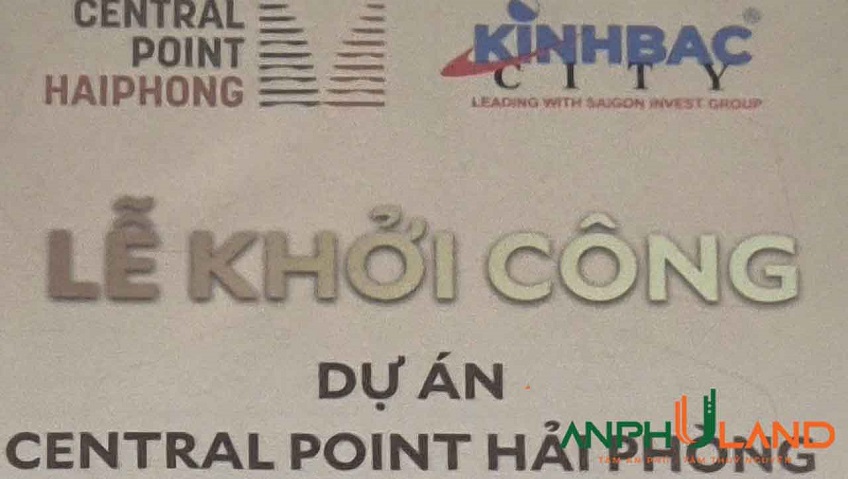 CENTRAL
POINT
HAIPHONG
KINHBAC®
CITY
LEADING WITH SAIGON INVEST GROUP
LỄ KHỞI CÔNG
DỰ ÁN
CENTRAL POINT HẢI PHÒNG
ANPHULAND